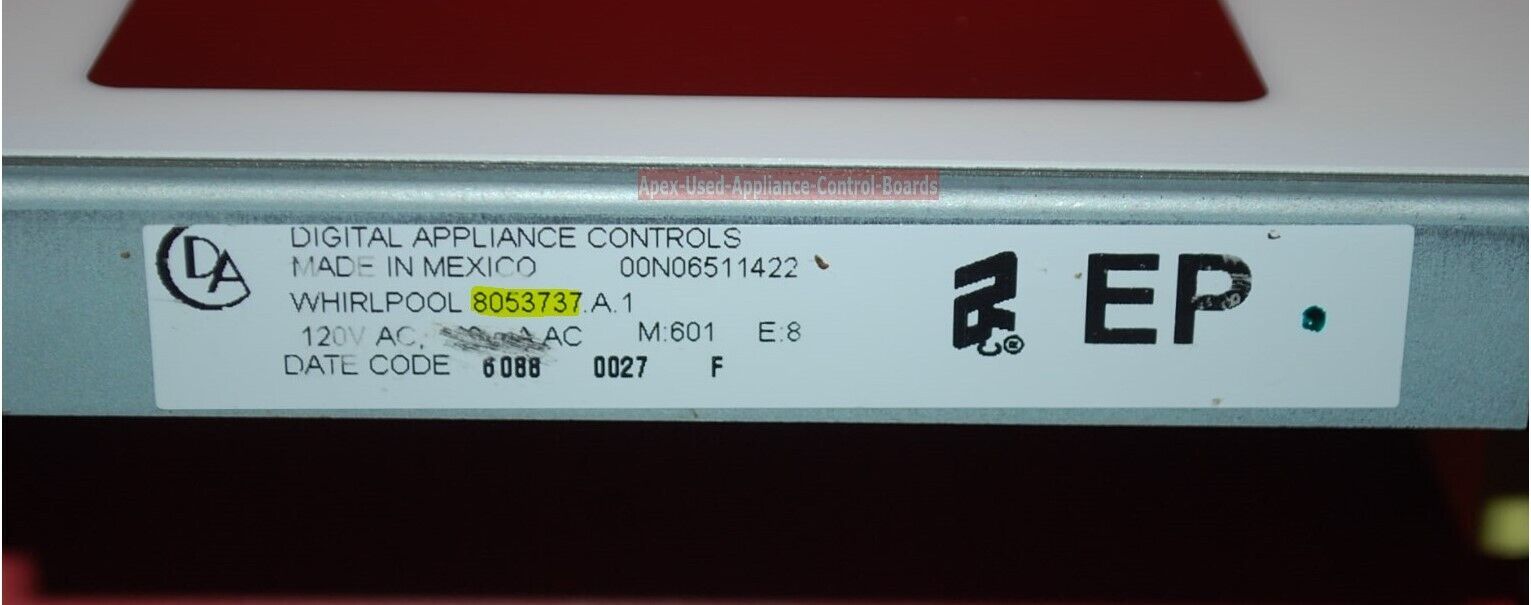 Apex-Used-Appliance-Control-Boards
DA
DIGITAL APPLIANCE CONTROLS
MADE IN MEXICO 00N06511422
WHIRLPOOL 8053737.A.1
120V AC, AC M:601 E:8
DATE CODE 6088 0027 F
EP